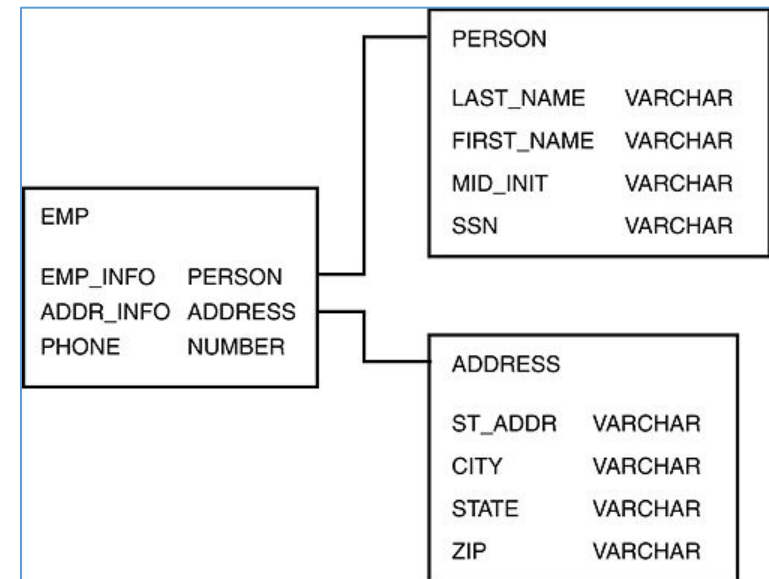 PERSON
LAST_NAME VARCHAR
FIRST_NAME VARCHAR
MID_INIT VARCHAR
SSN VARCHAR
EMP
EMP_INFO PERSON
ADDR_INFO ADDRESS
PHONE NUMBER
ADDRESS
ST_ADDR VARCHAR
CITY VARCHAR
STATE VARCHAR
ZIP VARCHAR